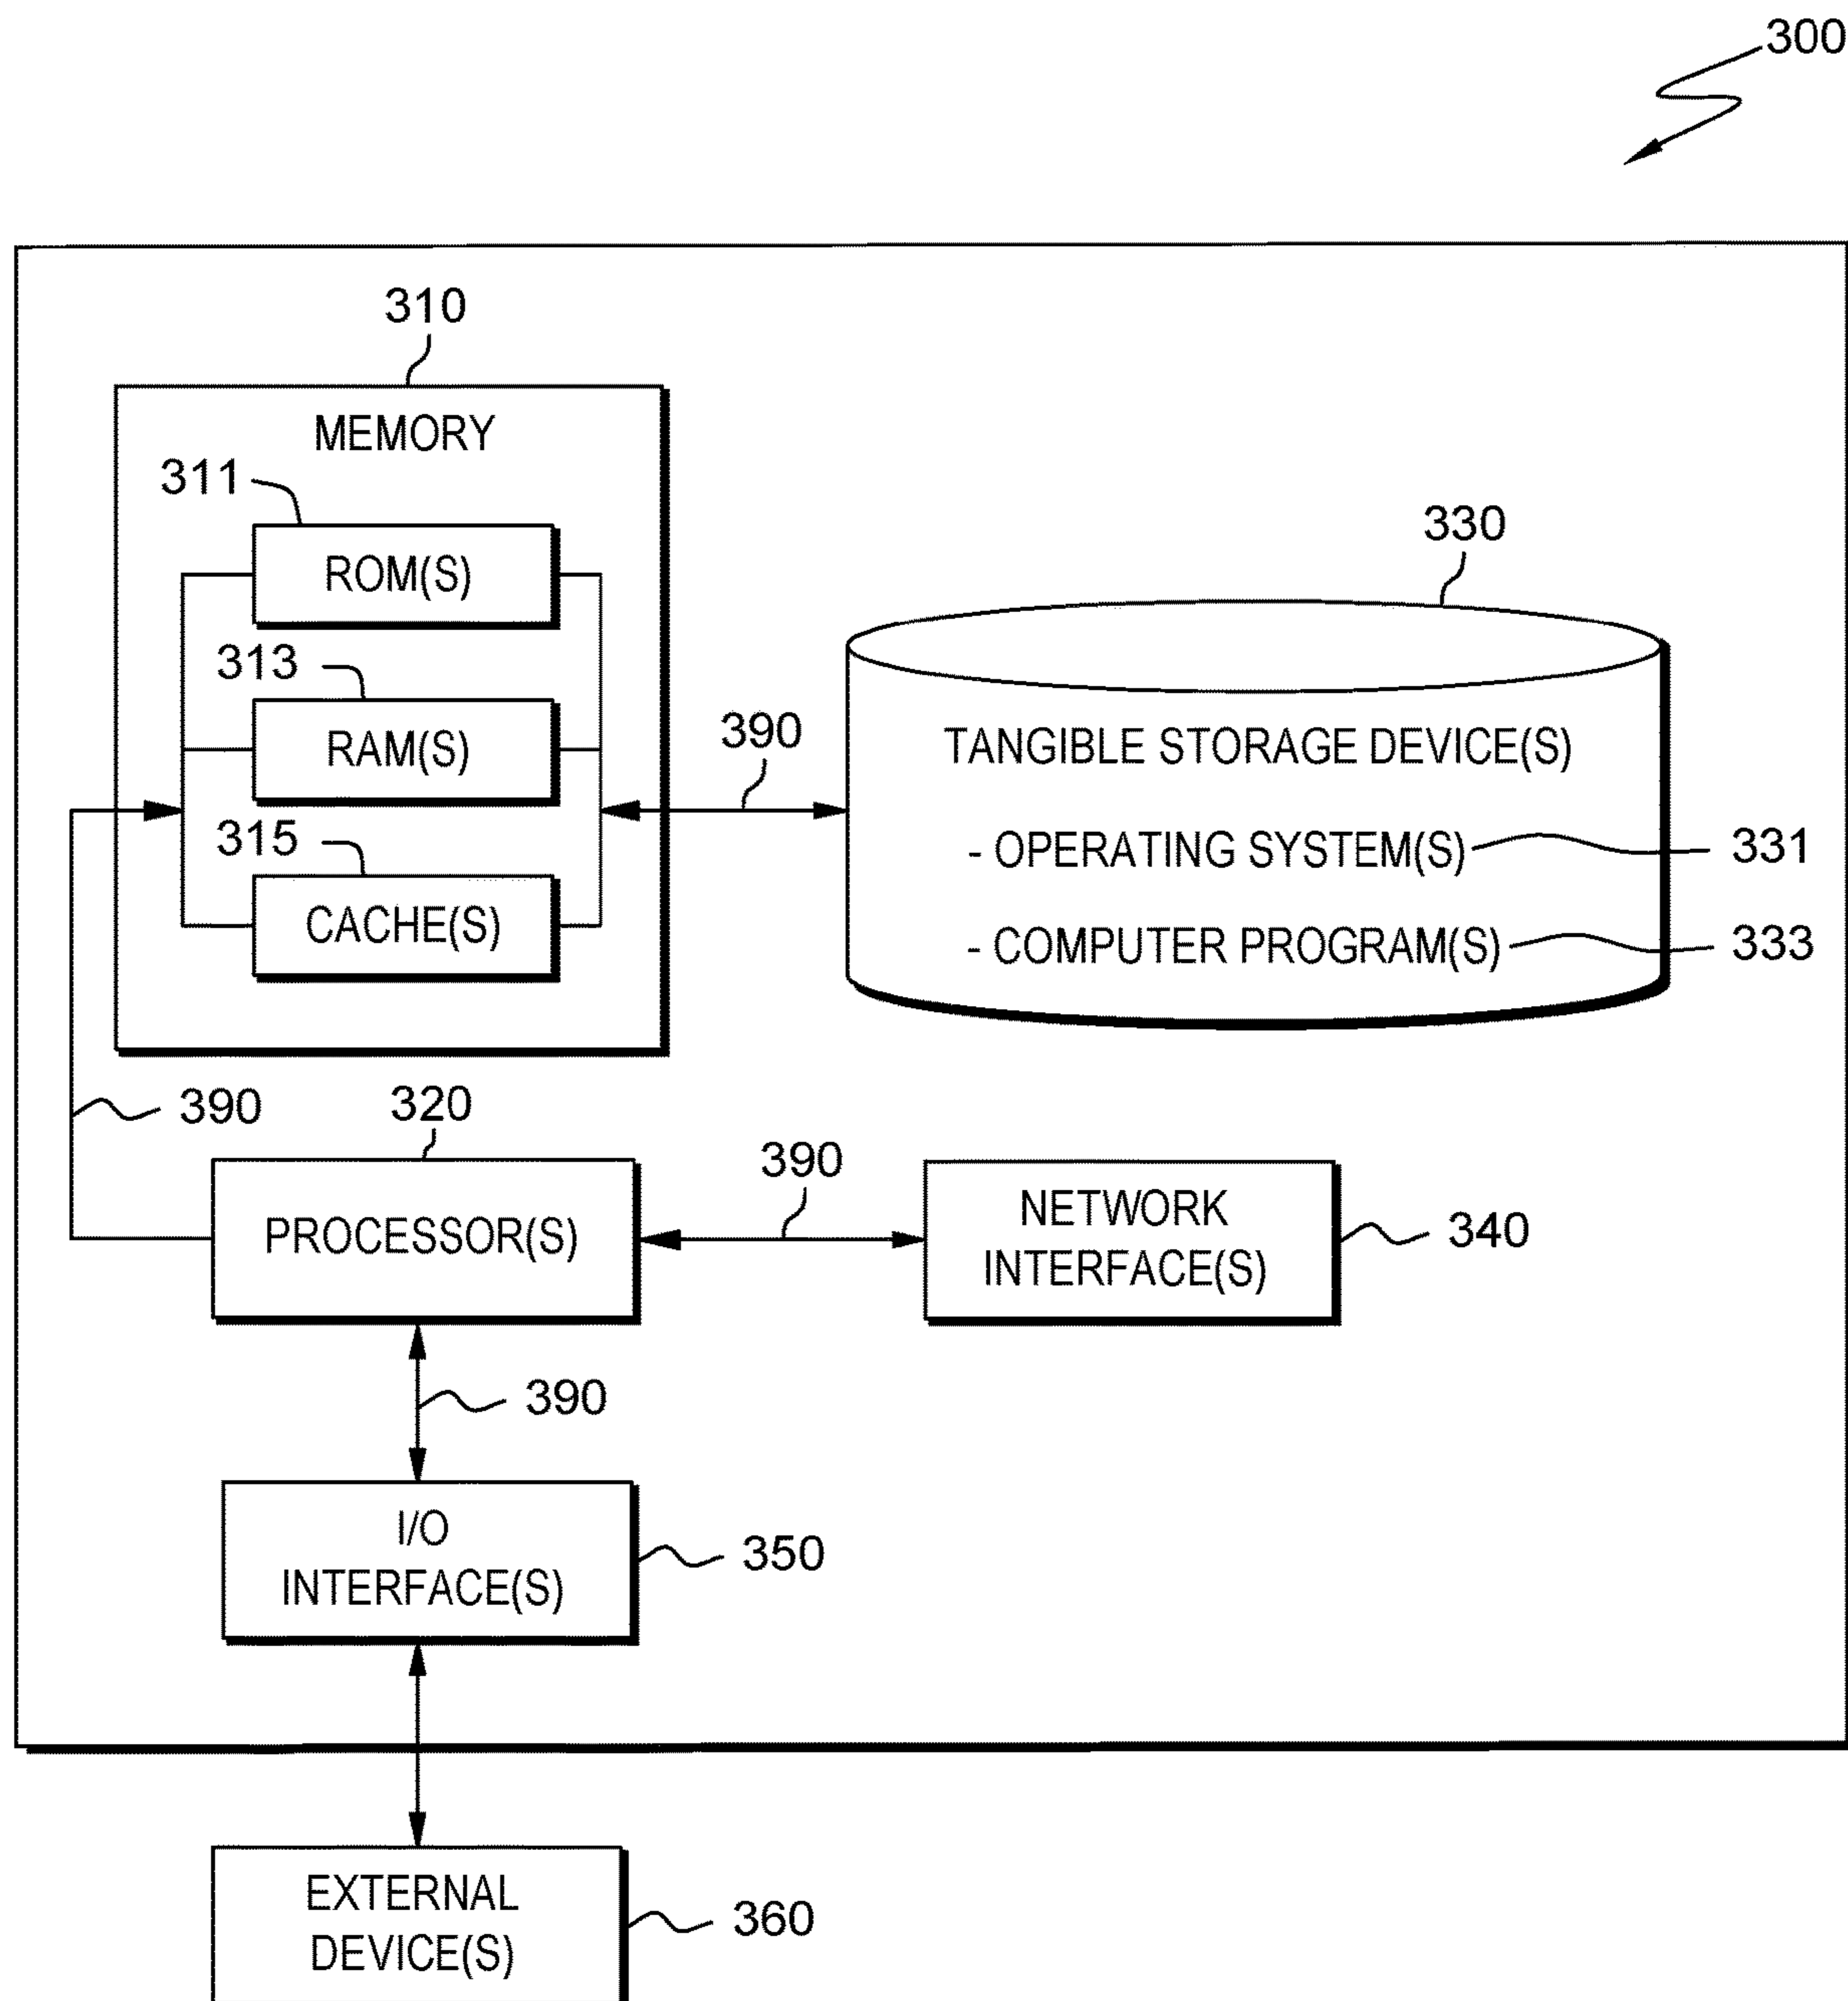 300
310
MEMORY
311
ROM(S)
313
RAM(S)
315
CACHE(S)
330
390
TANGIBLE STORAGE DEVICE(S)
- OPERATING SYSTEM(S)
331
- COMPUTER PROGRAM(S)
333
390
320
PROCESSOR(S)
390
NETWORK
INTERFACE(S)
340
390
I/O
INTERFACE(S)
350
EXTERNAL
DEVICE(S)
360